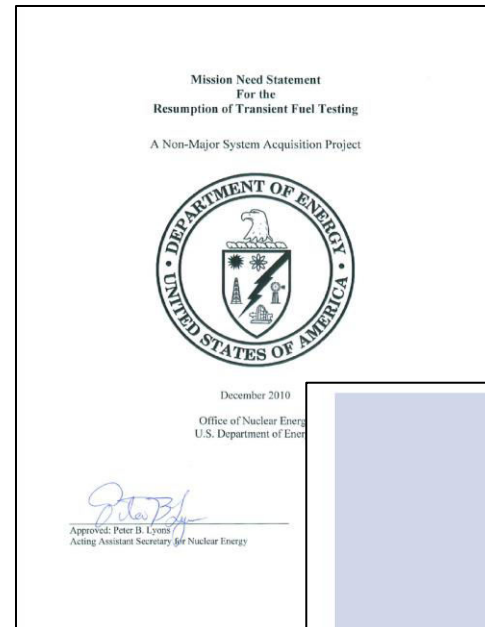 Mission Need Statement
For the
Resumption of Transient Fuel Testing
A Non-Major System Acquisition Project
DEPARTMENT OF ENERGY
UNITED STATES OF AMERICA
December 2010
Office of Nuclear Energ
U.S. Department of Ener
Approved: Peter B. Lyons
Acting Assistant Secretary for Nuclear Energy